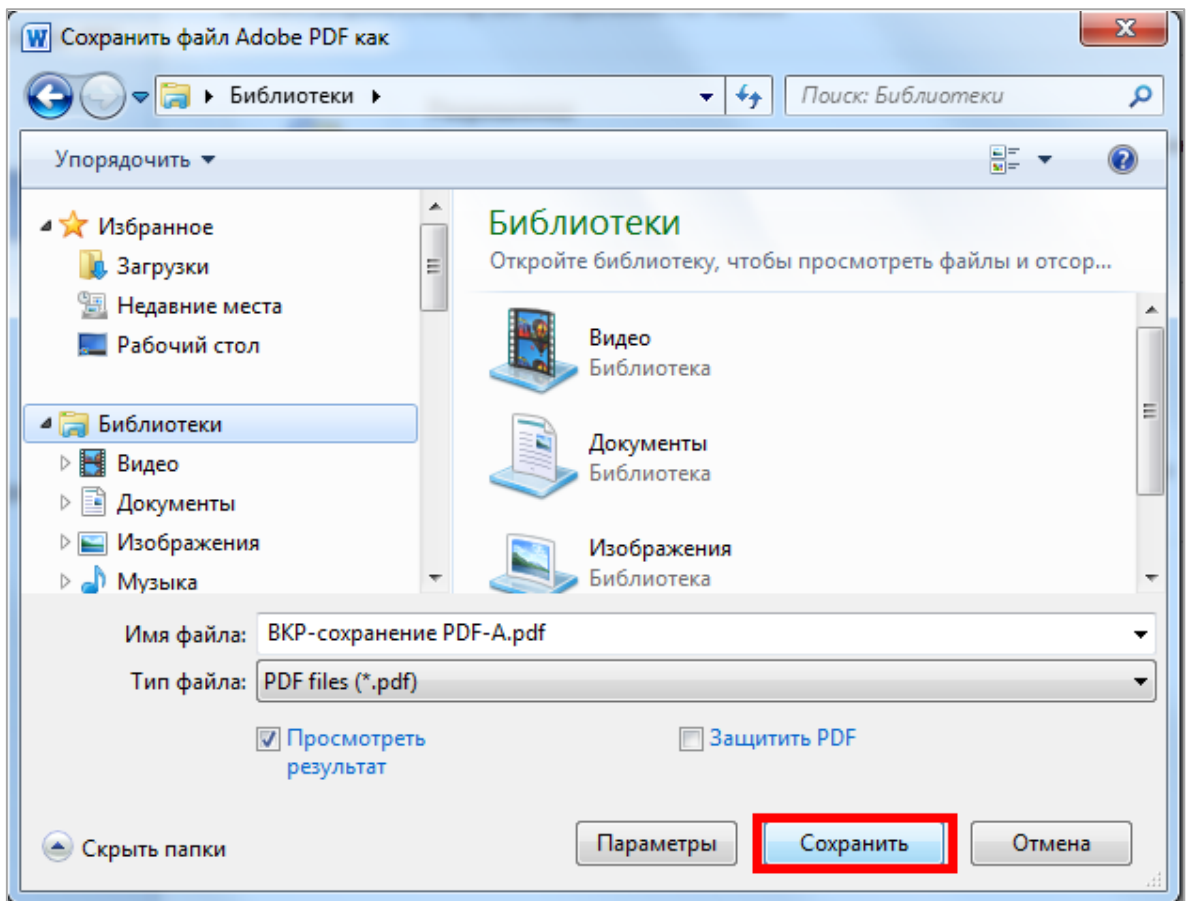 Сохранить файл Adobe PDF как
Библиотеки
Поиск: Библиотеки
Упорядочить
Избранное
Загрузки
Недавние места
Рабочий стол
Библиотеки
Видео
Документы
Изображения
Музыка
Библиотеки
Откройте библиотеку, чтобы просмотреть файлы и отсор...
Видео
Библиотека
Документы
Библиотека
Изображения
Библиотека
Имя файла: ВКР-сохранение PDF-A.pdf
Тип файла: PDF files (*.pdf)
Просмотреть
результат
Защитить PDF
Скрыть папки
Параметры
Сохранить
Отмена